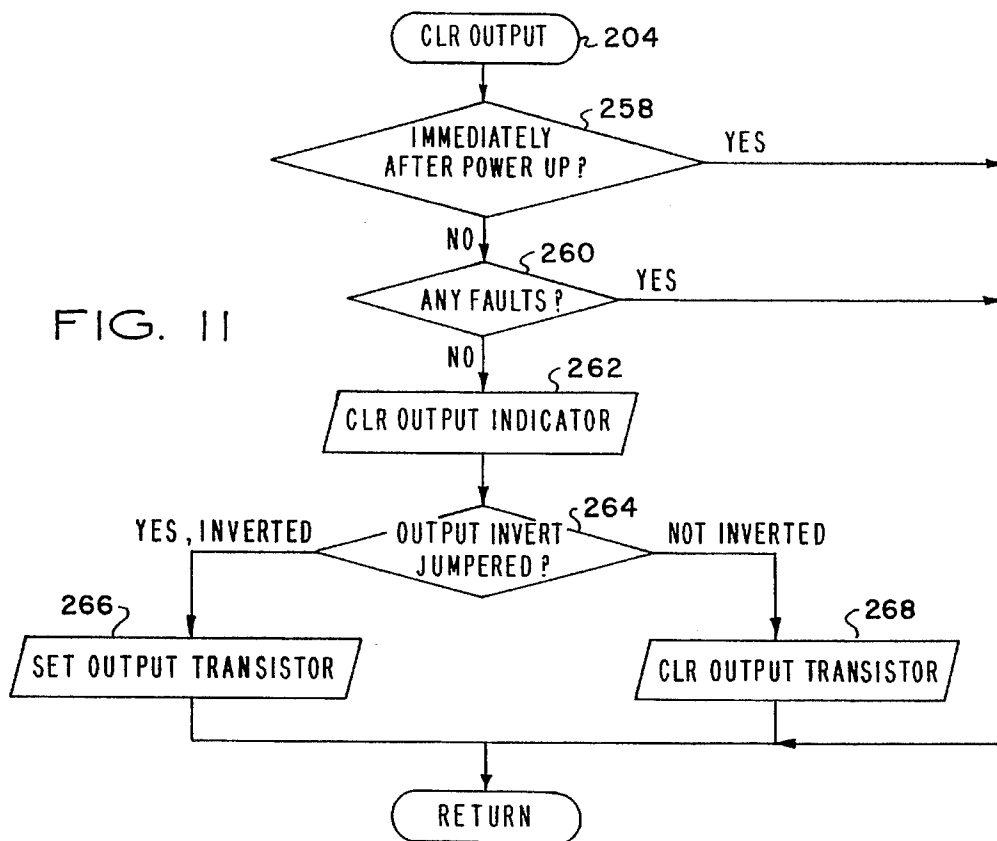 CLR OUTPUT
204
258
IMMEDIATELY
AFTER POWER UP?
YES
NO
260
ANY FAULTS?
YES
FIG. 11
NO
262
CLR OUTPUT INDICATOR
264
YES, INVERTED
OUTPUT INVERT
JUMPERED?
NOT INVERTED
266
SET OUTPUT TRANSISTOR
268
CLR OUTPUT TRANSISTOR
RETURN